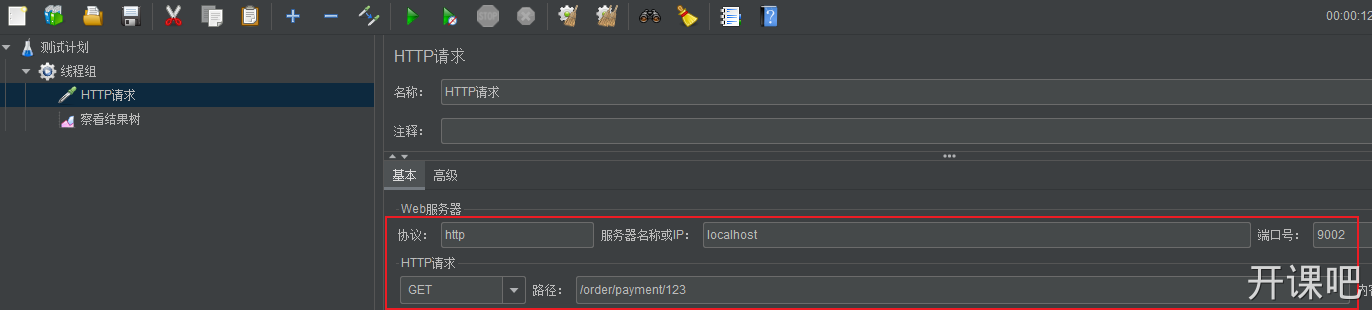 STOP
00:00:12
测试计划
线程组
HTTP请求
察看结果树
HTTP请求
名称： HTTP请求
注释：
基本 高级
Web服务器
协议： http 服务器名称或IP： localhost 端口号： 9002
HTTP请求
GET 路径： /order/payment/123
开课吧